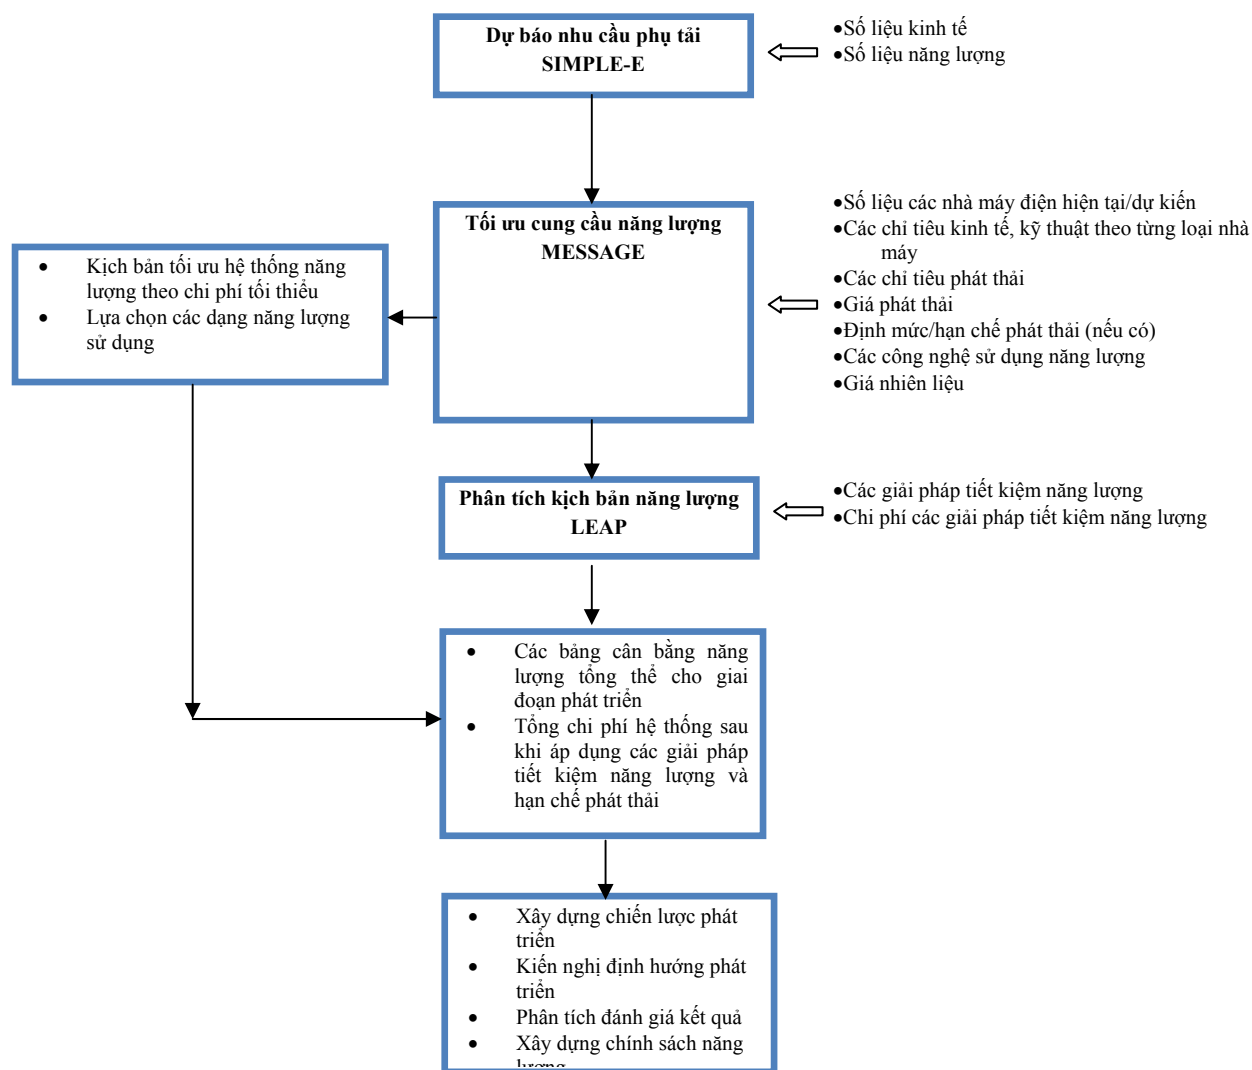 Dự báo nhu cầu phụ tải
SIMPLE-E
•Số liệu kinh tế
•Số liệu năng lượng
Tối ưu cung cầu năng lượng
MESSAGE
•Số liệu các nhà máy điện hiện tại/dự kiến
•Các chỉ tiêu kinh tế, kỹ thuật theo từng loại nhà
máy
•Các chỉ tiêu phát thải
•Giá phát thải
•Định mức/hạn chế phát thải (nếu có)
•Các công nghệ sử dụng năng lượng
•Giá nhiên liệu
• Kịch bản tối ưu hệ thống năng
lượng theo chi phí tối thiểu
• Lựa chọn các dạng năng lượng
sử dụng
Phân tích kịch bản năng lượng
LEAP
•Các giải pháp tiết kiệm năng lượng
•Chi phí các giải pháp tiết kiệm năng lượng
• Các bảng cân bằng năng
lượng tổng thể cho giai
đoạn phát triển
• Tổng chi phí hệ thống sau
khi áp dụng các giải pháp
tiết kiệm năng lượng và
hạn chế phát thải
• Xây dựng chiến lược phát
triển
• Kiến nghị định hướng phát
triển
• Phân tích đánh giá kết quả
• Xây dựng chính sách năng
lượng